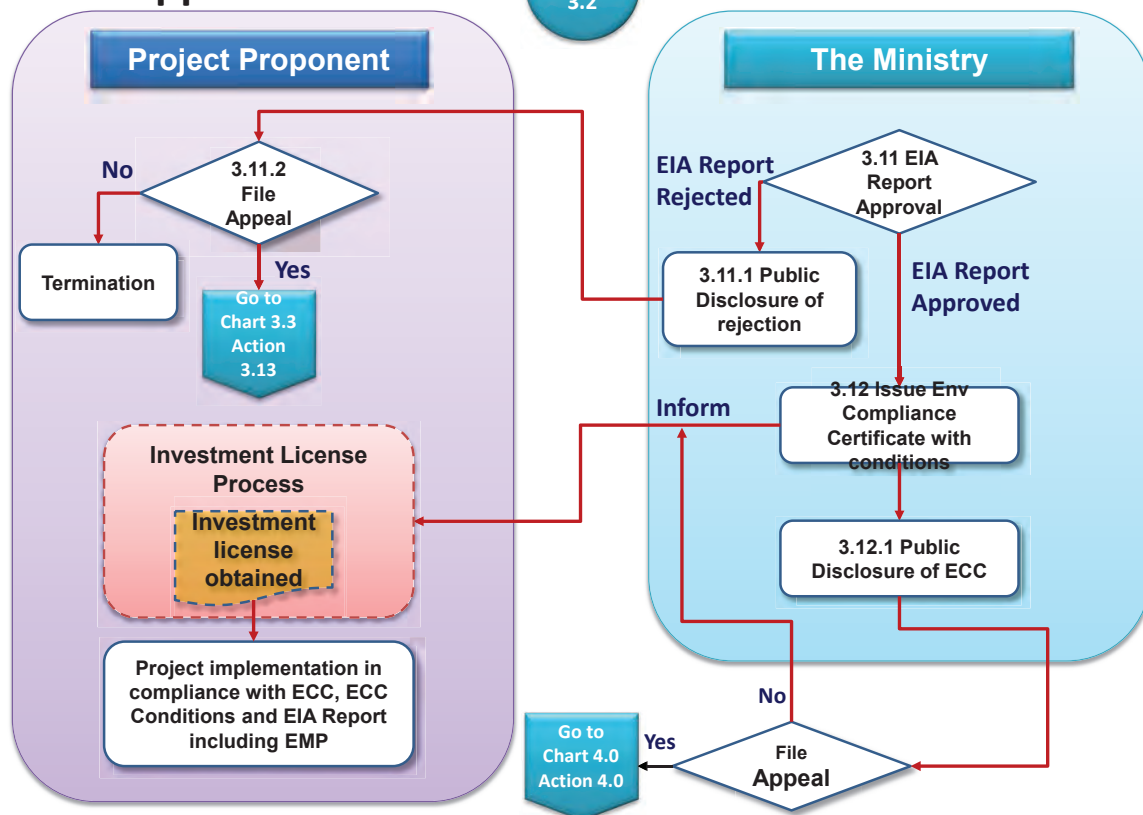 3.2
Project Proponent
The Ministry
No
3.11.2
File
Appeal
Yes
Termination
Go to
Chart 3.3
Action
3.13
EIA Report
Rejected
3.11 EIA
Report
Approval
3.11.1 Public
Disclosure of
rejection
EIA Report
Approved
Inform
3.12 Issue Env
Compliance
Certificate with
conditions
Investment License
Process
Investment
license
obtained
3.12.1 Public
Disclosure of ECC
Project implementation in
compliance with ECC, ECC
Conditions and EIA Report
including EMP
No
Go to
Chart 4.0
Action 4.0
Yes
File
Appeal